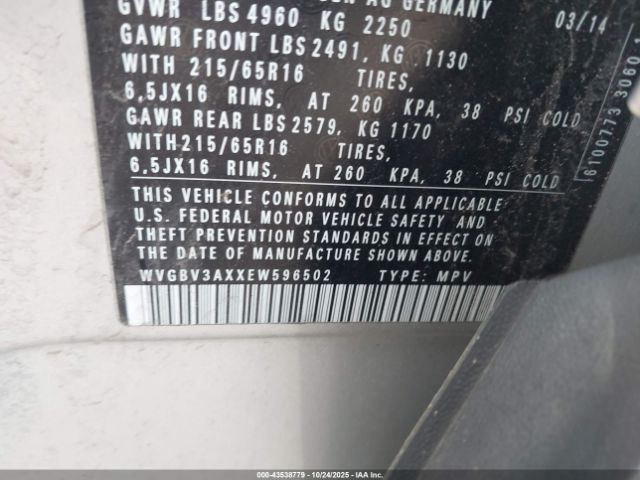 AG GERMANY
GVWR LBS 4960 KG 2250 03/14
GAWR FRONT LBS 2491, KG 1130
WITH 215/65R16 TIRES,
6.5JX16 RIMS, AT 260 KPA, 38 PSI COLD
GAWR REAR LBS 2579, KG 1170
WITH 215/65R16 TIRES,
6.5JX16 RIMS, AT 260 KPA, 38 PSI COLD
THIS VEHICLE CONFORMS TO ALL APPLICABLE
U.S. FEDERAL MOTOR VEHICLE SAFETY AND
THEFT PREVENTION STANDARDS IN EFFECT ON
THE DATE OF MANUFACTURE SHOWN ABOVE.
WVGBV3AXXEW596502 TYPE: MPV
000-43538779 - 10/24/2025 - IAA Inc.